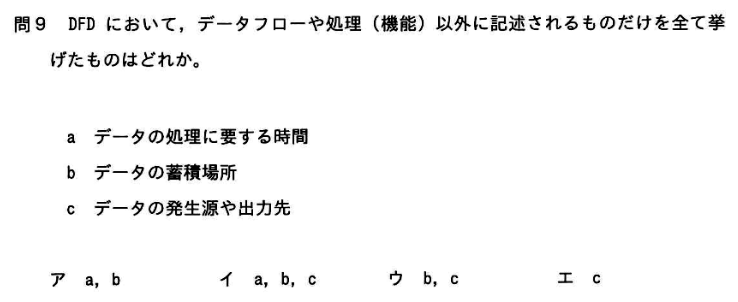 問９　DFD において，データフローや処理（機能）以外に記述されるものだけを全て挙
げたものはどれか。
a　データの処理に要する時間
b　データの蓄積場所
c　データの発生源や出力先
ア　a，b　　　イ　a，b，c　　　ウ　b，c　　　エ　c